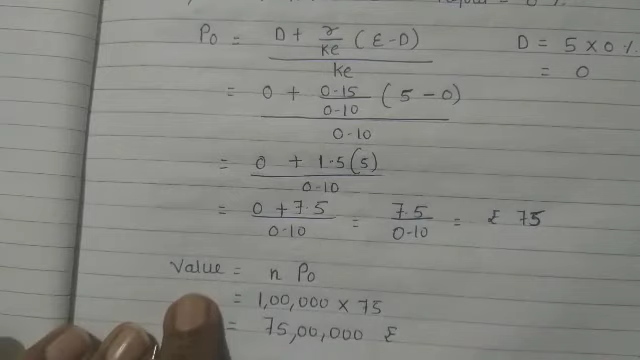 P0 = D + r/ke (E-D) / ke
D = 5 x 0 %
= 0
= 0 + 0.15/0.10 (5 - 0) / 0.10
= 0 + 1.5(5) / 0.10
= 0 + 7.5 / 0.10 = 7.5 / 0.10 = ₹ 75
Value = n P0
= 1,00,000 x 75
= 75,00,000 ₹